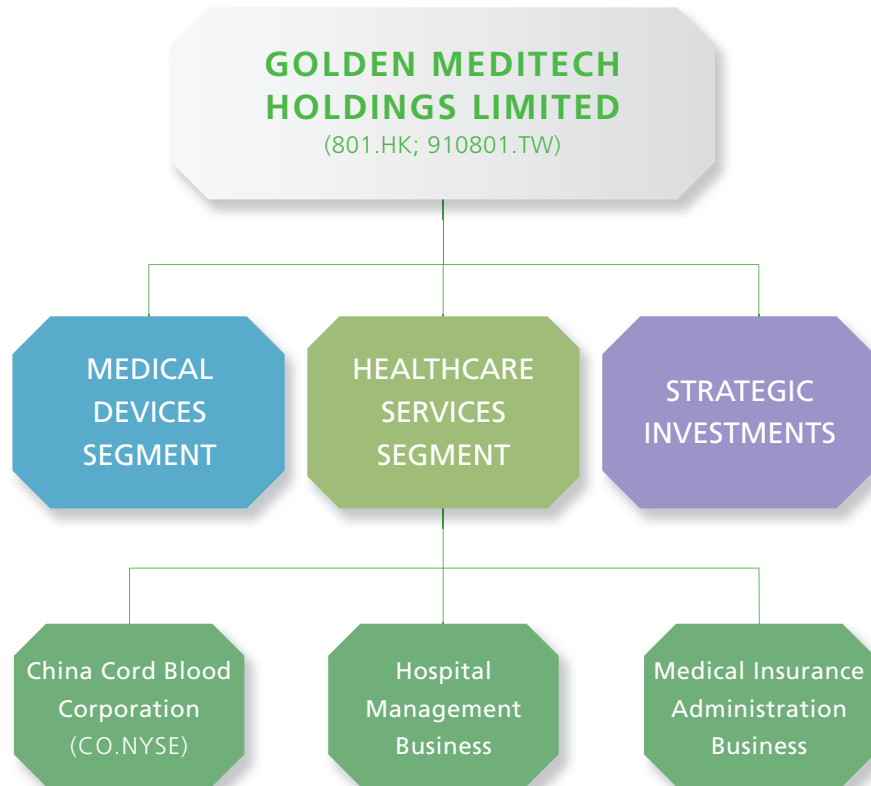 GOLDEN MEDITECH
HOLDINGS LIMITED
(801.HK; 910801.TW)
MEDICAL
DEVICES
SEGMENT
HEALTHCARE
SERVICES
SEGMENT
STRATEGIC
INVESTMENTS
China Cord Blood
Corporation
(CO.NYSE)
Hospital
Management
Business
Medical Insurance
Administration
Business